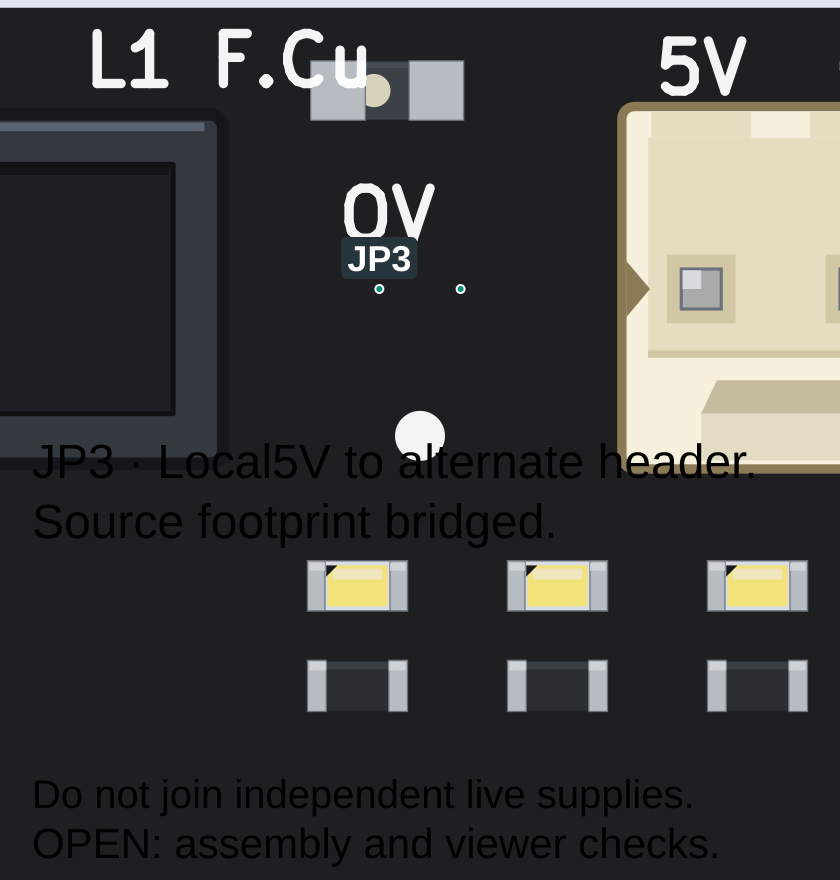 L1 F.Cu
5V
0V
JP3
JP3 · Local5V to alternate header.
Source footprint bridged.
Do not join independent live supplies.
OPEN: assembly and viewer checks.